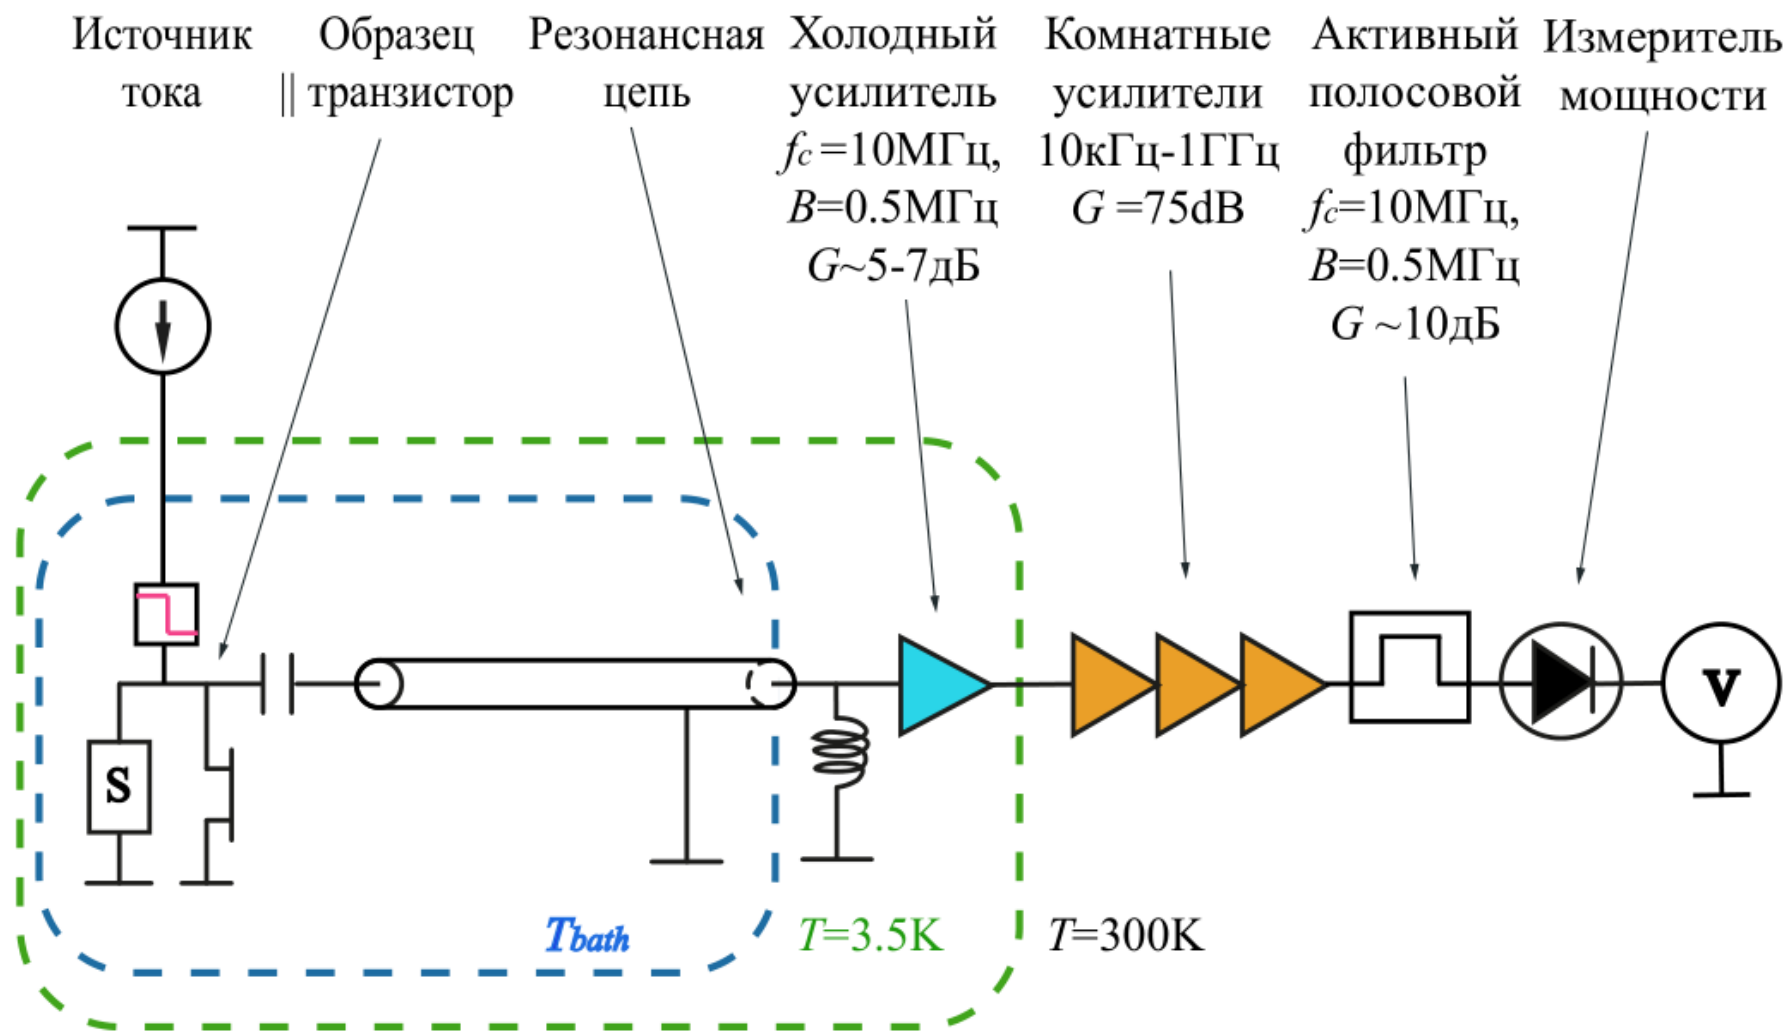 Источник
тока
Образец
|| транзистор
Резонансная
цепь
Холодный
усилитель
fc =10МГц,
B=0.5МГц
G~5-7дБ
Комнатные
усилители
10кГц-1ГГц
G =75dB
Активный
полосовой
фильтр
fc=10МГц,
B=0.5МГц
G ~10дБ
Измеритель
мощности
S
V
Tbath
T=3.5K
T=300K